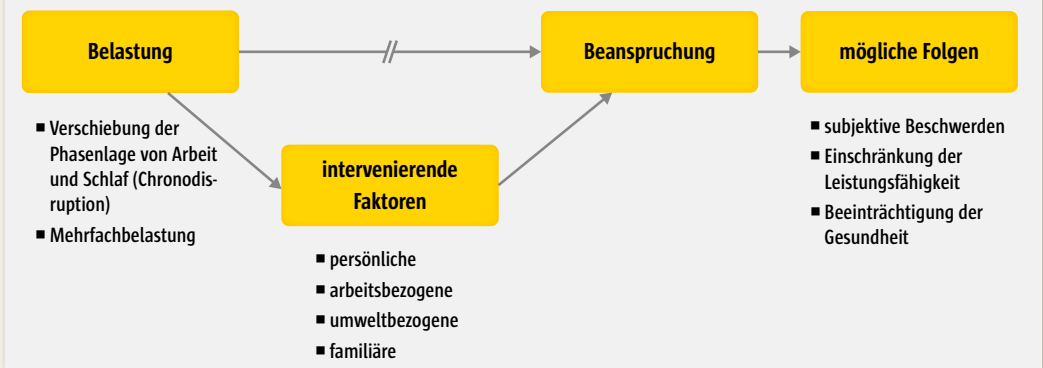 Belastung
Beanspruchung
mögliche Folgen
▪ Verschiebung der
Phasenlage von Arbeit
und Schlaf (Chronodis-
ruption)
▪ Mehrfachbelastung
intervenierende
Faktoren
▪ persönliche
▪ arbeitsbezogene
▪ umweltbezogene
▪ familiäre
▪ subjektive Beschwerden
▪ Einschränkung der
Leistungsfähigkeit
▪ Beeinträchtigung der
Gesundheit